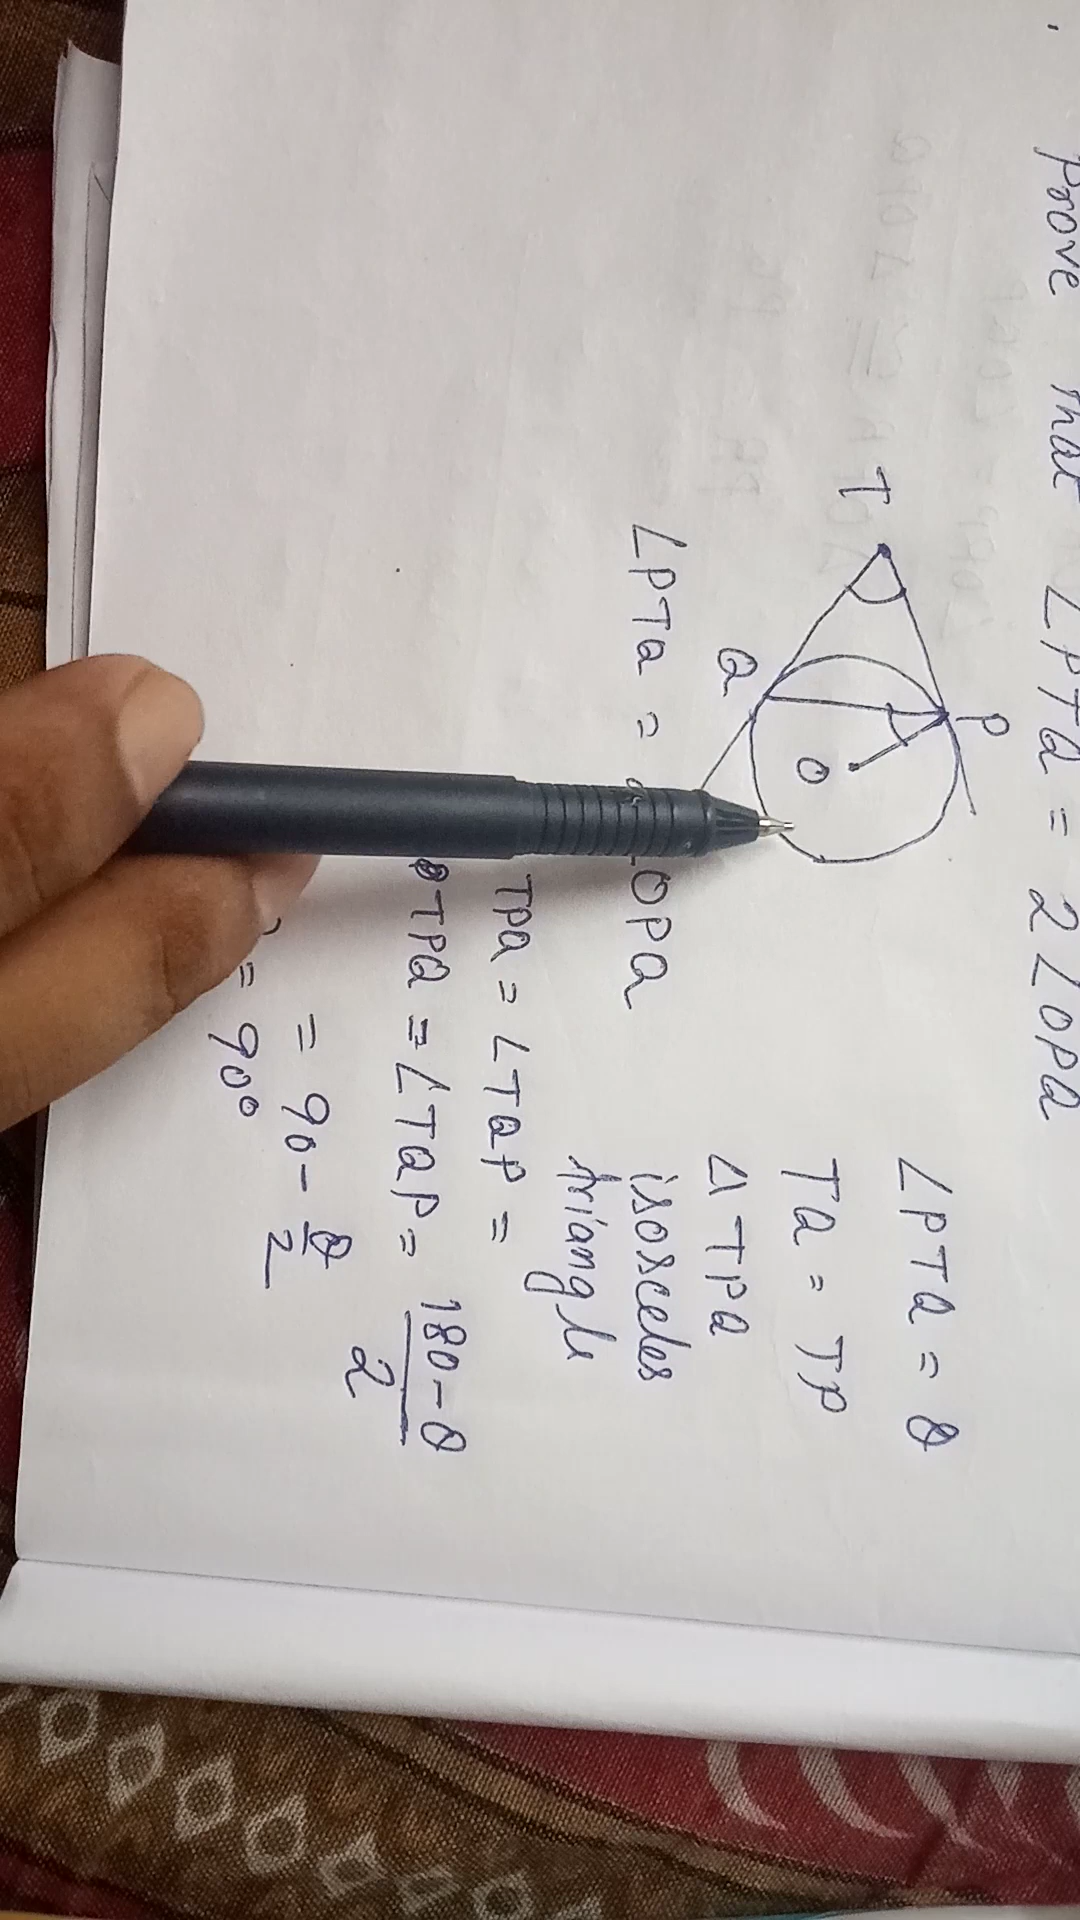 Prove that ∠PTQ = 2∠OPQ
T
P
Q
O
∠PTQ = OPQ
∠PTQ = θ
TQ = TP
△ TPQ
isosceles
triangle
TPQ = ∠TQP =
TPQ = ∠TQP = 180-θ
2
= 90 - θ
2
= 90°